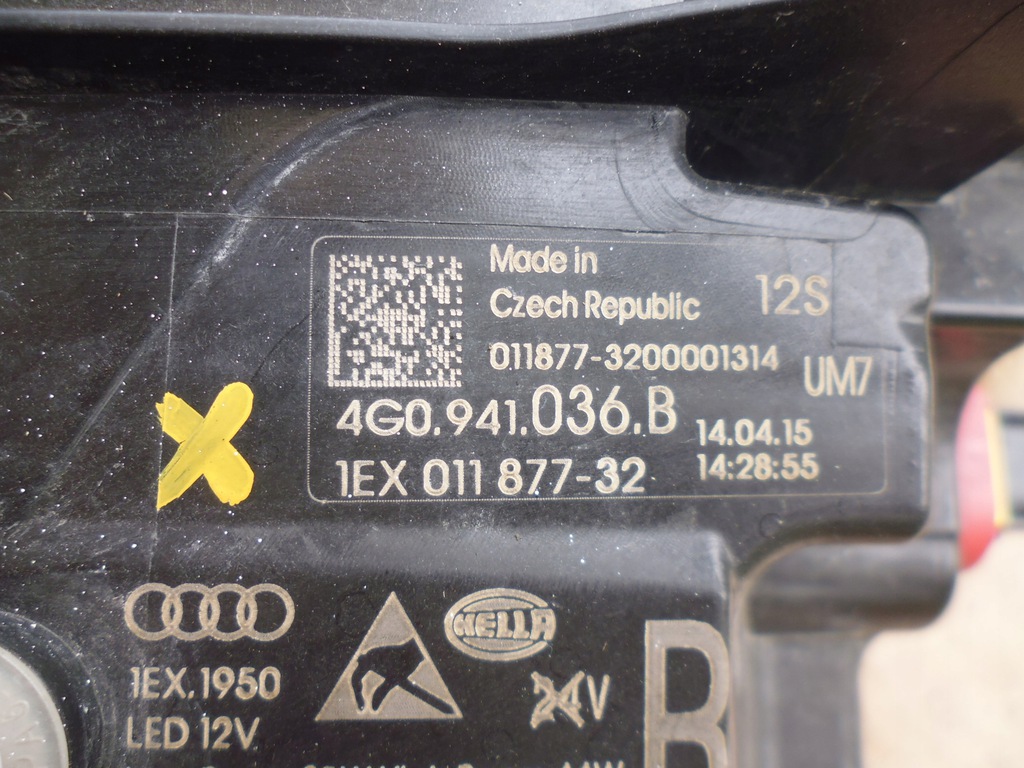 Made in
Czech Republic
12S
011877-3200001314
UM7
4G0.941.036.B
14.04.15
1EX 011 877-32
14:28:55
HELLA
1EX.1950
24V
LED 12V